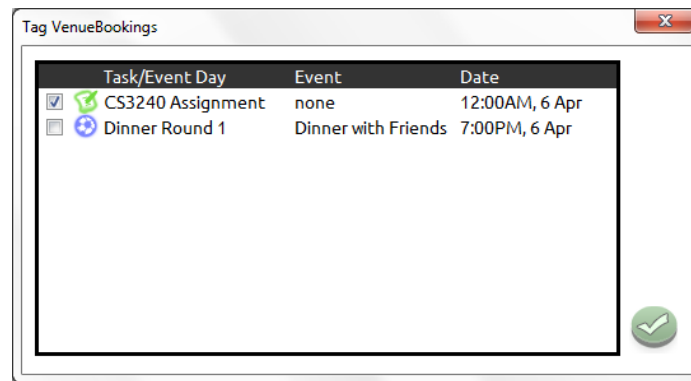 Tag VenueBookings
Task/Event Day Event Date
CS3240 Assignment none 12:00AM, 6 Apr
Dinner Round 1 Dinner with Friends 7:00PM, 6 Apr